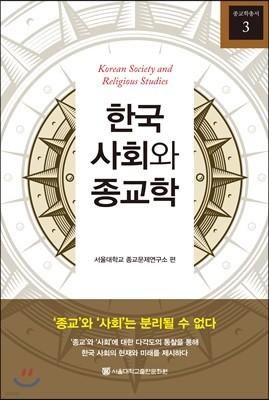 종교학총서
3
Korean Society and
Religious Studies
한국
사회와
종교학
서울대학교 종교문제연구소 편
‘종교’와 ‘사회’는 분리될 수 없다
‘종교’와 ‘사회’에 대한 다각도의 통찰을 통해
한국 사회의 현재와 미래를 제시하다
서울대학교출판문화원
yes24